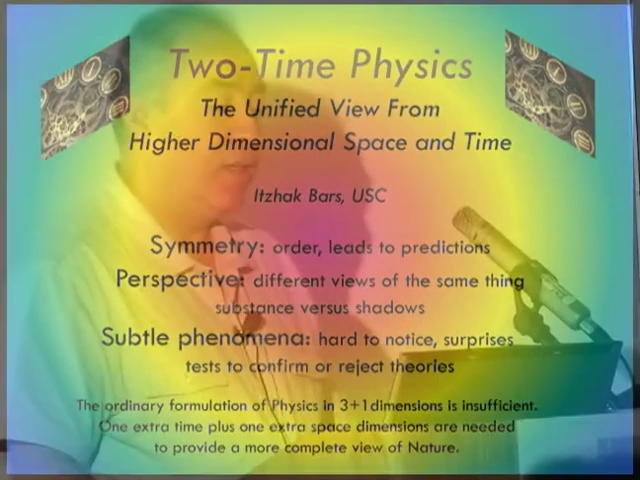 Two-Time Physics
The Unified View From
Higher Dimensional Space and Time
Itzhak Bars, USC
Symmetry: order, leads to predictions
Perspective: different views of the same thing
substance versus shadows
Subtle phenomena: hard to notice, surprises
tests to confirm or reject theories
The ordinary formulation of Physics in 3+1dimensions is insufficient.
One extra time plus one extra space dimensions are needed
to provide a more complete view of Nature.